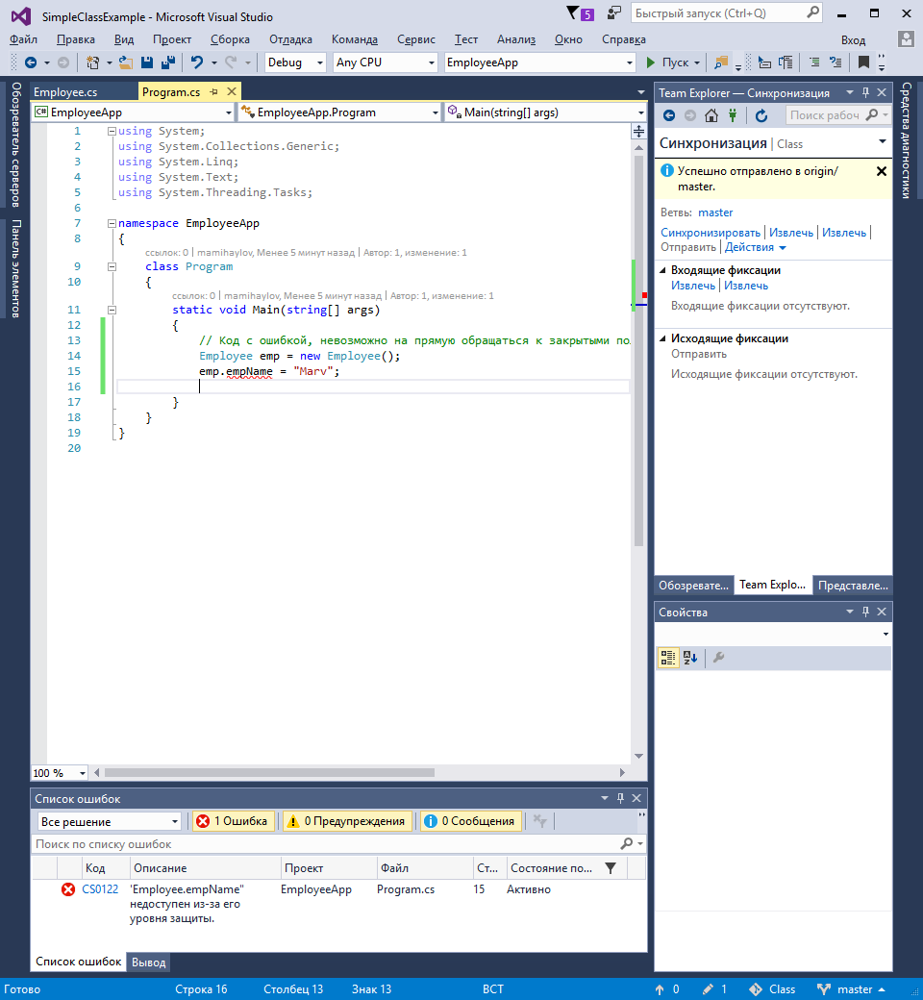 SimpleClassExample - Microsoft Visual Studio
5
Быстрый запуск (Ctrl+Q)
Файл Правка Вид Проект Сборка Отладка Команда Сервис Тест Анализ Окно Справка Вход
Debug Any CPU EmployeeApp Пуск
Обозреватель серверов
Панель элементов
Employee.cs Program.cs
C# EmployeeApp EmployeeApp.Program Main(string[] args)
1 using System;
2 using System.Collections.Generic;
3 using System.Linq;
4 using System.Text;
5 using System.Threading.Tasks;
6
7 namespace EmployeeApp
8 {
ссылок: 0 | mamihaylov, Менее 5 минут назад | Автор: 1, изменение: 1
9 class Program
10 {
ссылок: 0 | mamihaylov, Менее 5 минут назад | Автор: 1, изменение: 1
11 static void Main(string[] args)
12 {
13 // Код с ошибкой, невозможно на прямую обращаться к закрытыми по
14 Employee emp = new Employee();
15 emp.empName = "Marv";
16
17 }
18 }
19 }
20
100 %
Список ошибок
Все решение 1 Ошибка 0 Предупреждения 0 Сообщения
Поиск по списку ошибок
Код Описание Проект Файл Ст... Состояние по...
CS0122 'Employee.empName" EmployeeApp Program.cs 15 Активно
недоступен из-за его
уровня защиты.
Список ошибок Вывод
Team Explorer — Синхронизация
Поиск рабоч
Синхронизация | Class
Успешно отправлено в origin/
master.
Ветвь: master
Синхронизировать | Извлечь | Извлечь |
Отправить | Действия
Входящие фиксации
Извлечь | Извлечь
Входящие фиксации отсутствуют.
Исходящие фиксации
Отправить
Исходящие фиксации отсутствуют.
Обозревате... Team Explo... Представле...
Свойства
Средства диагностики
Готово Строка 16 Столбец 13 Знак 13 ВСТ 0 1 Class master